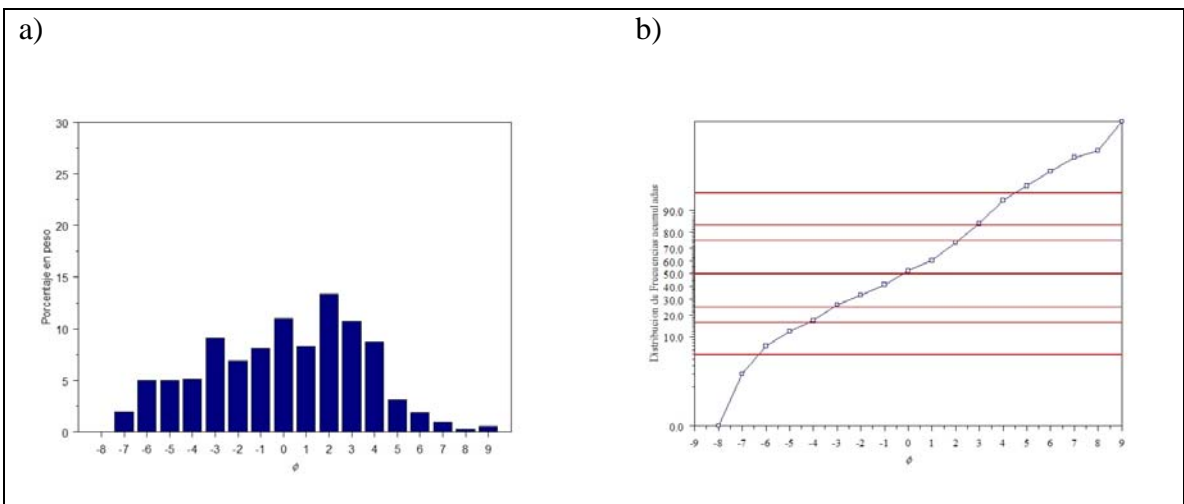 a)
b)
30
25
20
15
10
5
0
Porcentaje en peso
-8 -7 -6 -5 -4 -3 -2 -1 0 1 2 3 4 5 6 7 8 9
ø
Distribucion de Frecuencias acumuladas
90.0
80.0
70.0
60.0
50.0
40.0
30.0
20.0
10.0
0.0
-9 -8 -7 -6 -5 -4 -3 -2 -1 0 1 2 3 4 5 6 7 8 9
ø